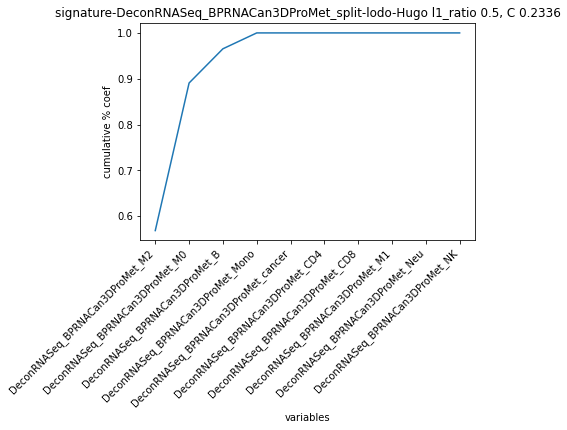 signature-DeconRNASeq_BPRNACan3DProMet_split-lodo-Hugo l1_ratio 0.5, C 0.2336
1.0
0.9
0.8
0.7
0.6
cumulative % coef
DeconRNASeq_BPRNACan3DProMet_M2
DeconRNASeq_BPRNACan3DProMet_M0
DeconRNASeq_BPRNACan3DProMet_B
DeconRNASeq_BPRNACan3DProMet_Mono
DeconRNASeq_BPRNACan3DProMet_cancer
DeconRNASeq_BPRNACan3DProMet_CD4
DeconRNASeq_BPRNACan3DProMet_CD8
DeconRNASeq_BPRNACan3DProMet_M1
DeconRNASeq_BPRNACan3DProMet_Neu
DeconRNASeq_BPRNACan3DProMet_NK
variables